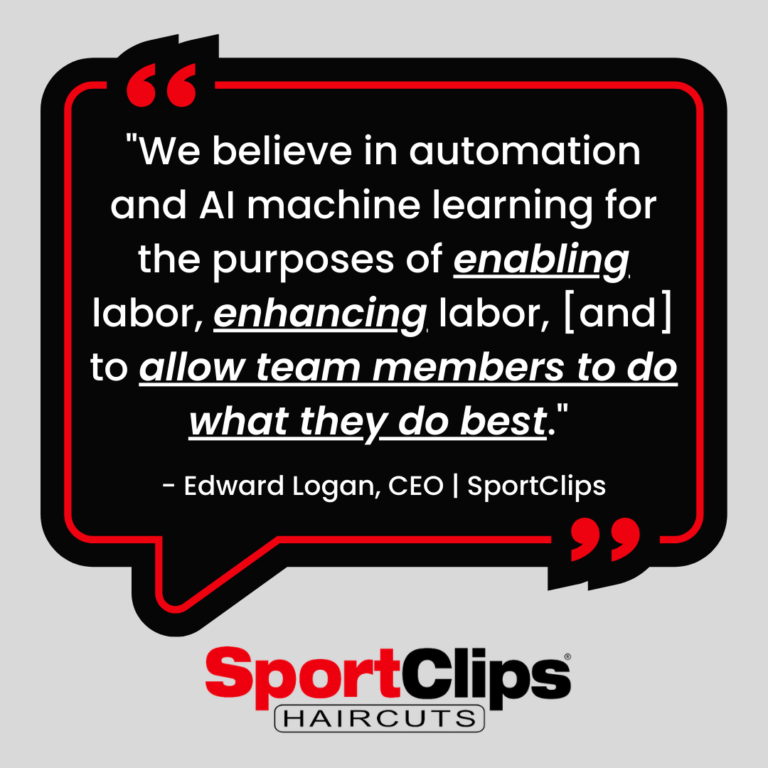 "We believe in automation
and AI machine learning for
the purposes of enabling
labor, enhancing labor, [and]
to allow team members to do
what they do best."
- Edward Logan, CEO | SportClips
SportClips®
HAIRCUTS